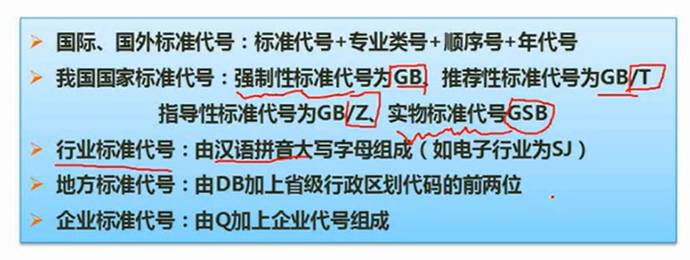 国际、国外标准代号：标准代号+专业类号+顺序号+年代号
我国国家标准代号：强制性标准代号为GB、推荐性标准代号为GB/T
指导性标准代号为GB/Z、实物标准代号GSB
行业标准代号：由汉语拼音大写字母组成（如电子行业为SJ）
地方标准代号：由DB加上省级行政区划代码的前两位
企业标准代号：由Q加上企业代号组成